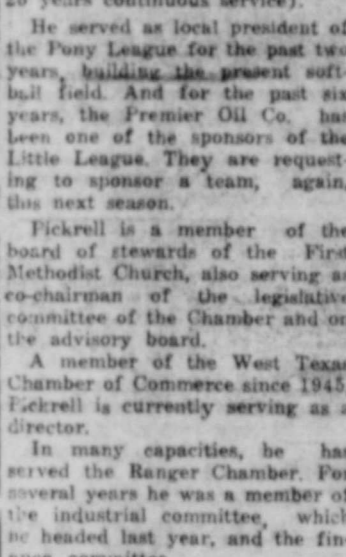 20 years continuous service).
He served as local president of
the Pony League for the past two
years, building the present soft-
ball field. And for the past six
years, the Premier Oil Co. has
been one of the sponsors of the
Little League. They are request-
ing to sponsor a team, again,
this next season.
Pickrell is a member of the
board of stewards of the First
Methodist Church, also serving as
co-chairman of the legislative
committee of the Chamber and on
the advisory board.
A member of the West Texas
Chamber of Commerce since 1945,
Pickrell is currently serving as a
director.
In many capacities, he has
served the Ranger Chamber. For
several years he was a member of
the industrial committee, which
he headed last year, and the fin-